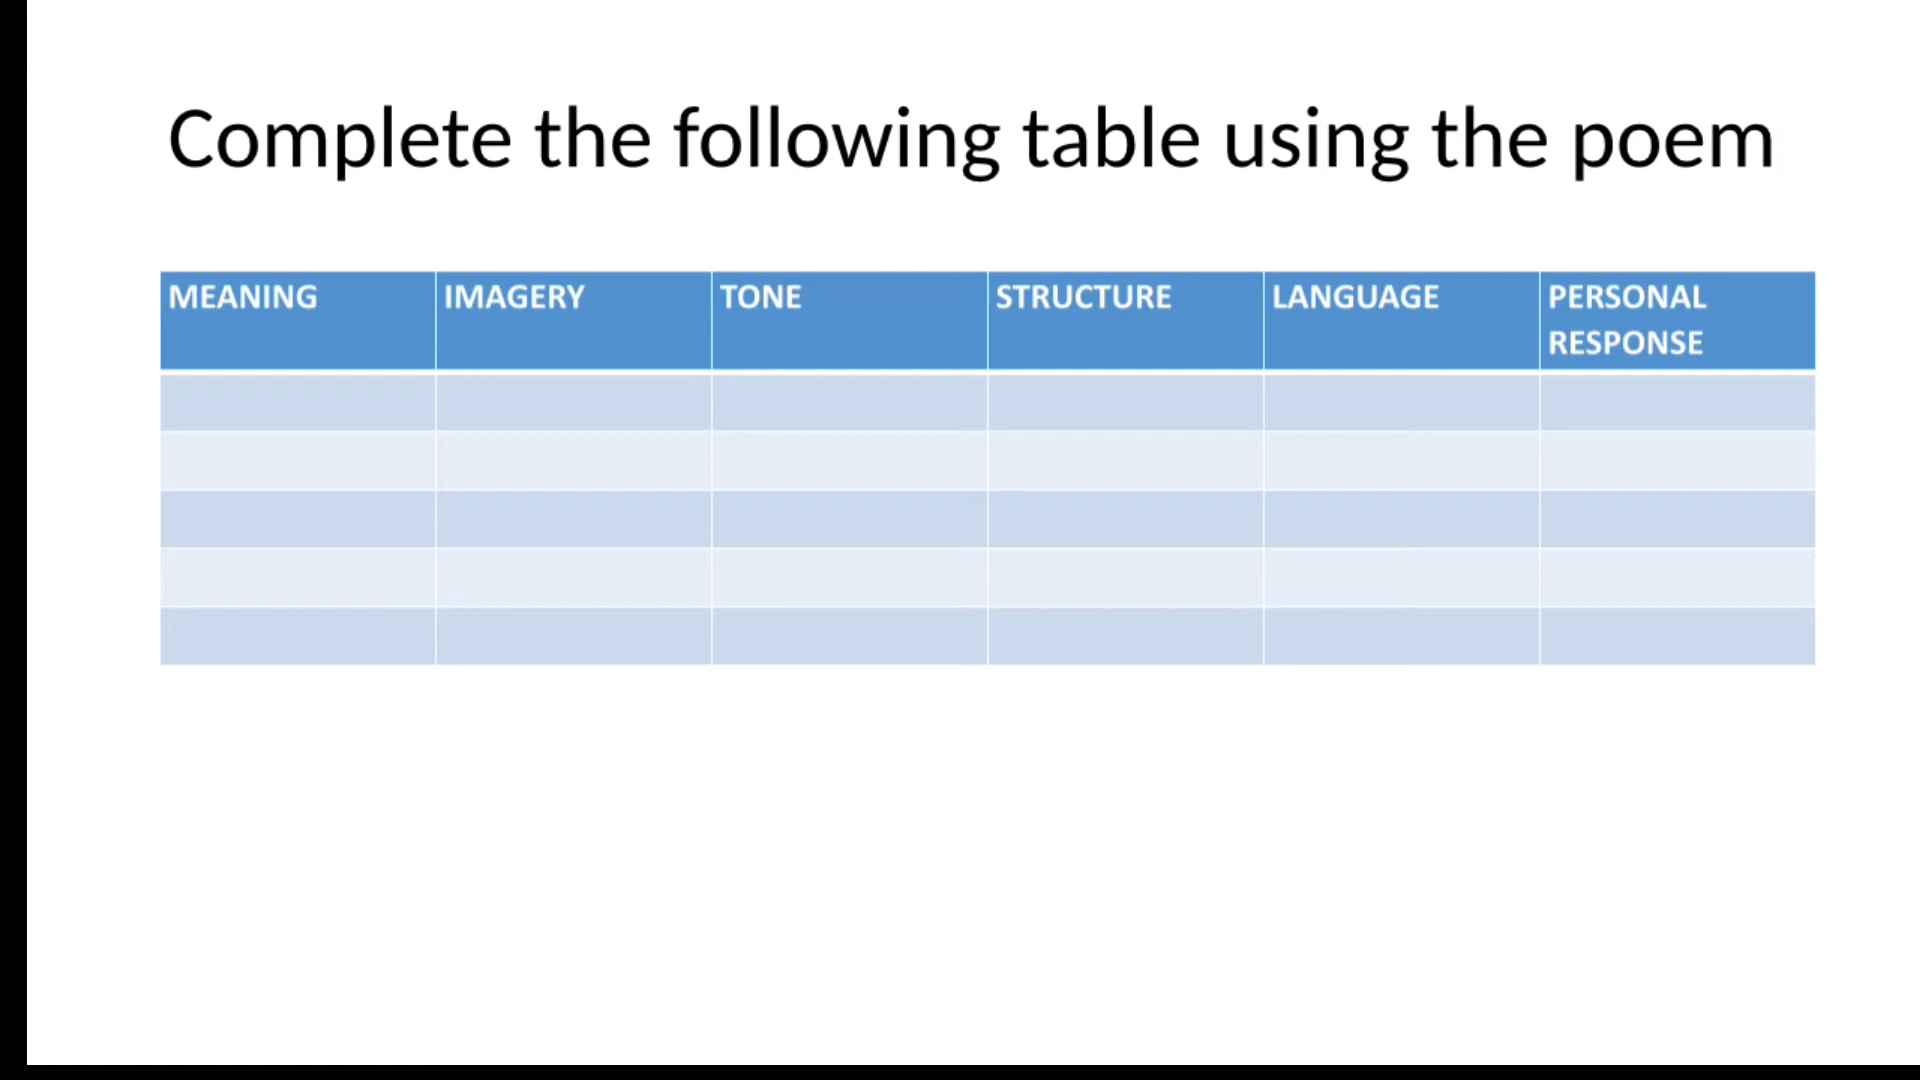 Complete the following table using the poem
MEANING IMAGERY TONE STRUCTURE LANGUAGE PERSONAL RESPONSE